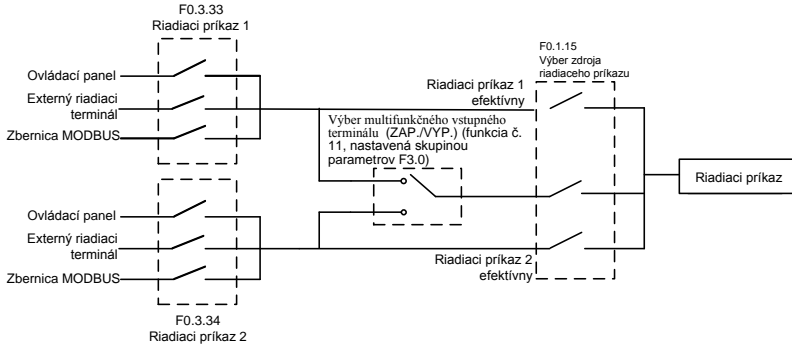 F0.3.33
Riadiaci príkaz 1
Ovládací panel
Externý riadiaci
terminál
Zbernica MODBUS
Riadiaci príkaz 1
efektívny
Výber multifunkčného vstupného
terminálu (ZAP./VYP.) (funkcia č.
11, nastavená skupinou
parametrov F3.0)
F0.1.15
Výber zdroja
riadiaceho príkazu
Riadiaci príkaz
Ovládací panel
Externý riadiaci
terminál
Zbernica MODBUS
Riadiaci príkaz 2
efektívny
F0.3.34
Riadiaci príkaz 2